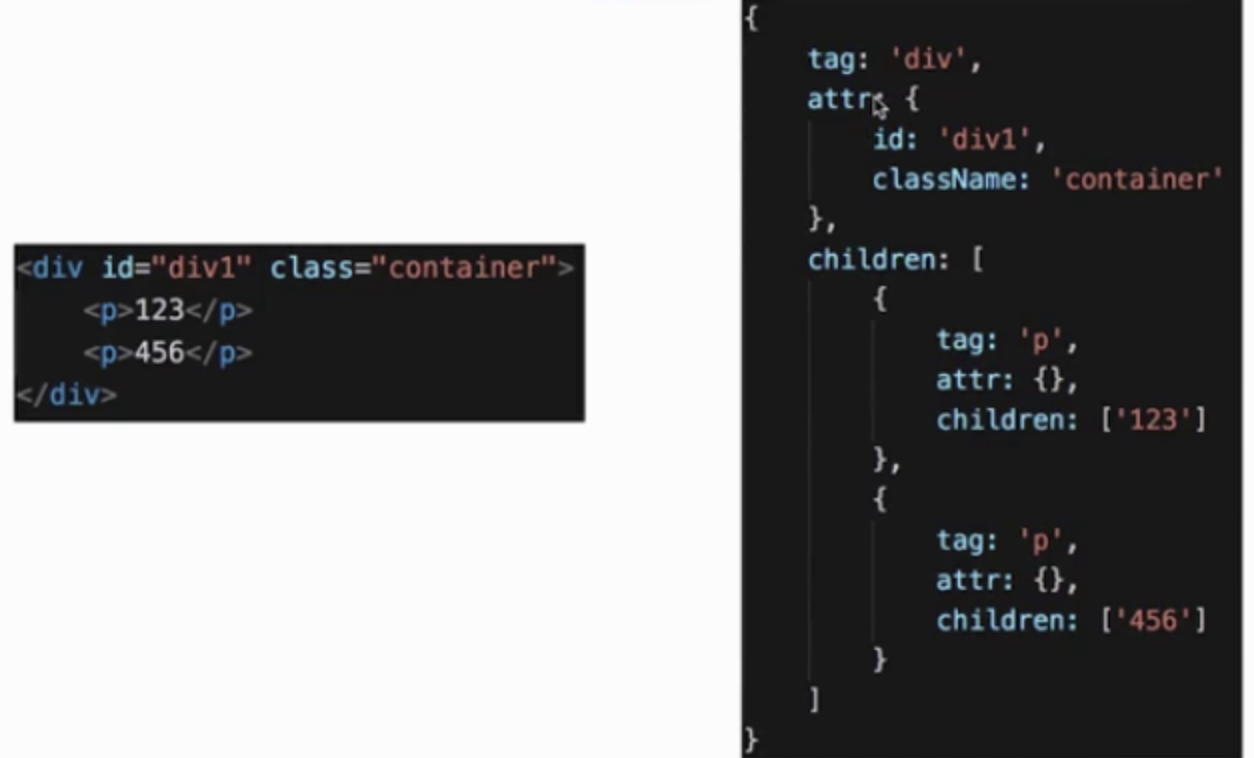 <div id="div1" class="container">
    <p>123</p>
    <p>456</p>
</div>
{
    tag: 'div',
    attr: {
        id: 'div1',
        className: 'container'
    },
    children: [
        {
            tag: 'p',
            attr: {},
            children: ['123']
        },
        {
            tag: 'p',
            attr: {},
            children: ['456']
        }
    ]
}